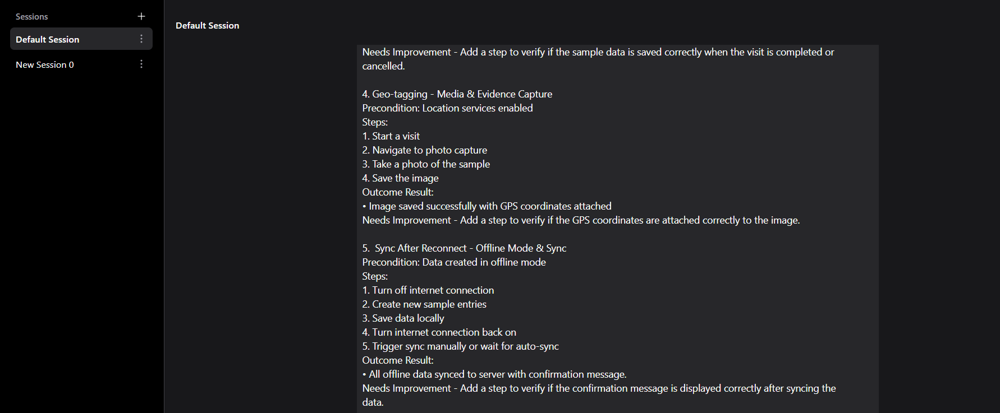 Sessions
Default Session
New Session 0
Default Session
Needs Improvement - Add a step to verify if the sample data is saved correctly when the visit is completed or
cancelled.
4. Geo-tagging - Media & Evidence Capture
Precondition: Location services enabled
Steps:
1. Start a visit
2. Navigate to photo capture
3. Take a photo of the sample
4. Save the image
Outcome Result:
• Image saved successfully with GPS coordinates attached
Needs Improvement - Add a step to verify if the GPS coordinates are attached correctly to the image.
5.  Sync After Reconnect - Offline Mode & Sync
Precondition: Data created in offline mode
Steps:
1. Turn off internet connection
2. Create new sample entries
3. Save data locally
4. Turn internet connection back on
5. Trigger sync manually or wait for auto-sync
Outcome Result:
• All offline data synced to server with confirmation message.
Needs Improvement - Add a step to verify if the confirmation message is displayed correctly after syncing the
data.